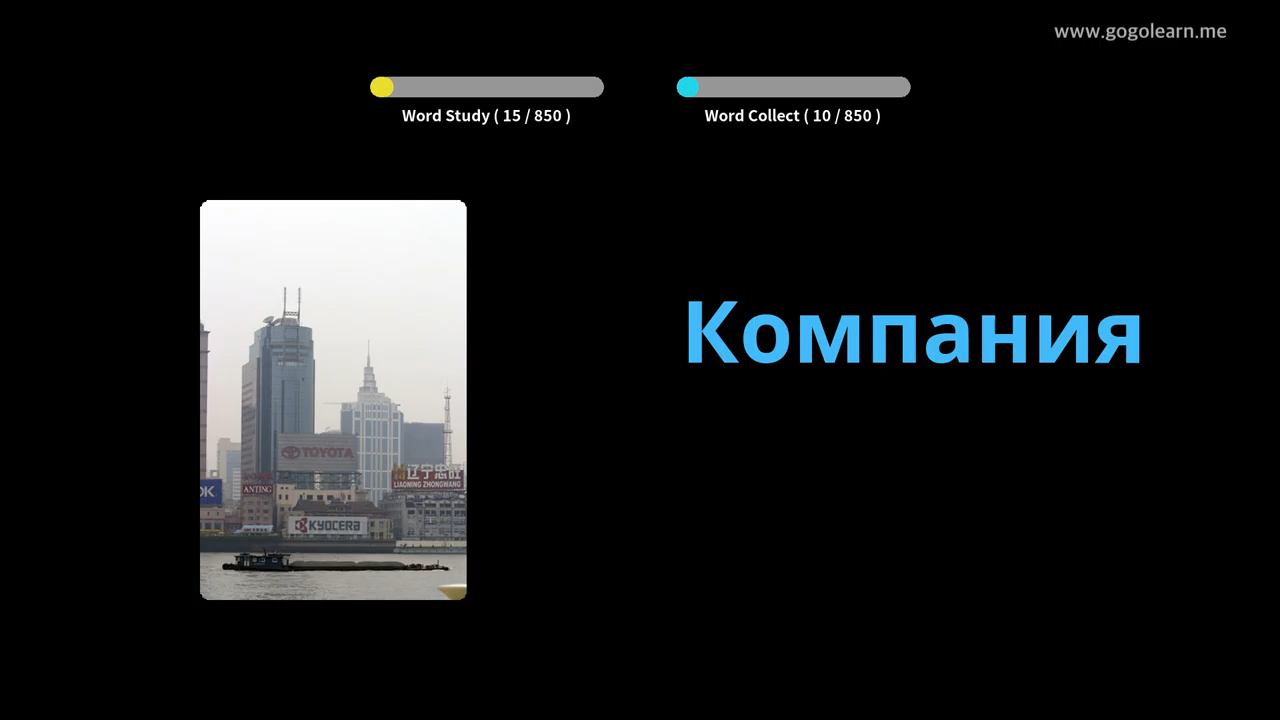 www.gogolearn.me
Word Study ( 15 / 850 )
Word Collect ( 10 / 850 )
Компания
TOYOTA
辽宁忠旺
LIAONING ZHONGWANG
OK
ANTING
KYOCERA